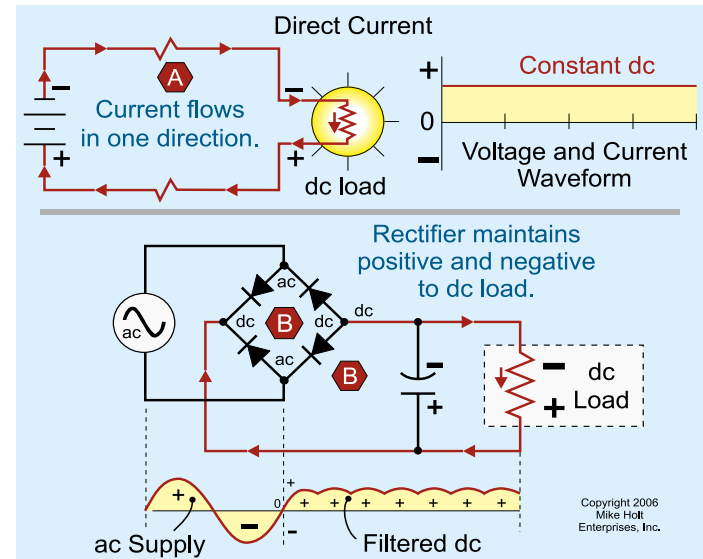 Direct Current
A
Current flows
in one direction.
−
+
−
+
dc load
+
0
−
Constant dc
Voltage and Current
Waveform
Rectifier maintains
positive and negative
to dc load.
ac
ac
dc
B
dc
dc
ac
B
−
+
−
+
dc
Load
+
−
+
0
-
+ + + + + + +
ac Supply
Filtered dc
Copyright 2006
Mike Holt
Enterprises, Inc.